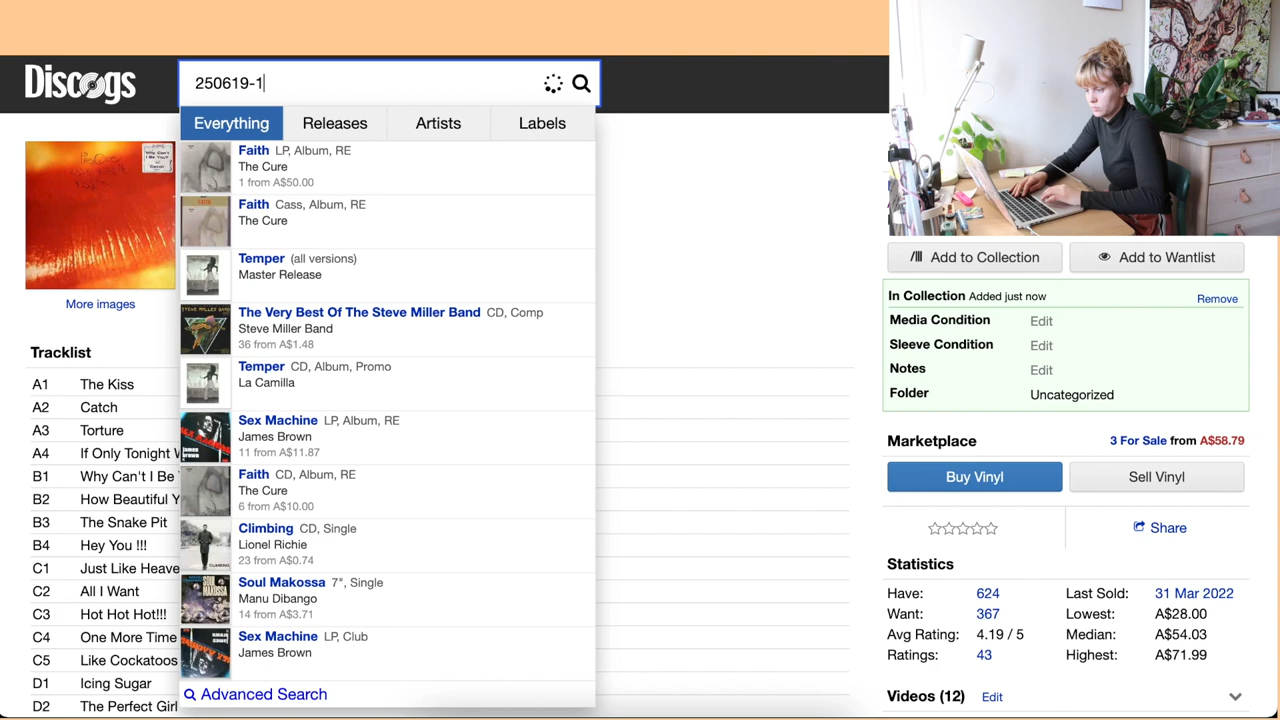 Discogs
250619-1
Everything Releases Artists Labels
Faith LP, Album, RE
The Cure
1 from A$50.00
Faith Cass, Album, RE
The Cure
Temper (all versions)
Master Release
The Very Best Of The Steve Miller Band CD, Comp
Steve Miller Band
36 from A$1.48
Temper CD, Album, Promo
La Camilla
Sex Machine LP, Album, RE
James Brown
11 from A$11.87
Faith CD, Album, RE
The Cure
6 from A$10.00
Climbing CD, Single
Lionel Richie
23 from A$0.74
Soul Makossa 7", Single
Manu Dibango
14 from A$3.71
Sex Machine LP, Club
James Brown
Advanced Search
Why Can't I Be You?
More images
Tracklist
A1 The Kiss
A2 Catch
A3 Torture
A4 If Only Tonight
B1 Why Can't I Be
B2 How Beautiful Y
B3 The Snake Pit
B4 Hey You !!!
C1 Just Like Heave
C2 All I Want
C3 Hot Hot Hot!!!
C4 One More Time
C5 Like Cockatoos
D1 Icing Sugar
D2 The Perfect Girl
Add to Collection Add to Wantlist
In Collection Added just now Remove
Media Condition Edit
Sleeve Condition Edit
Notes Edit
Folder Uncategorized
Marketplace 3 For Sale from A$58.79
Buy Vinyl Sell Vinyl
Share
Statistics
Have: 624 Last Sold: 31 Mar 2022
Want: 367 Lowest: A$28.00
Avg Rating: 4.19 / 5 Median: A$54.03
Ratings: 43 Highest: A$71.99
Videos (12) Edit